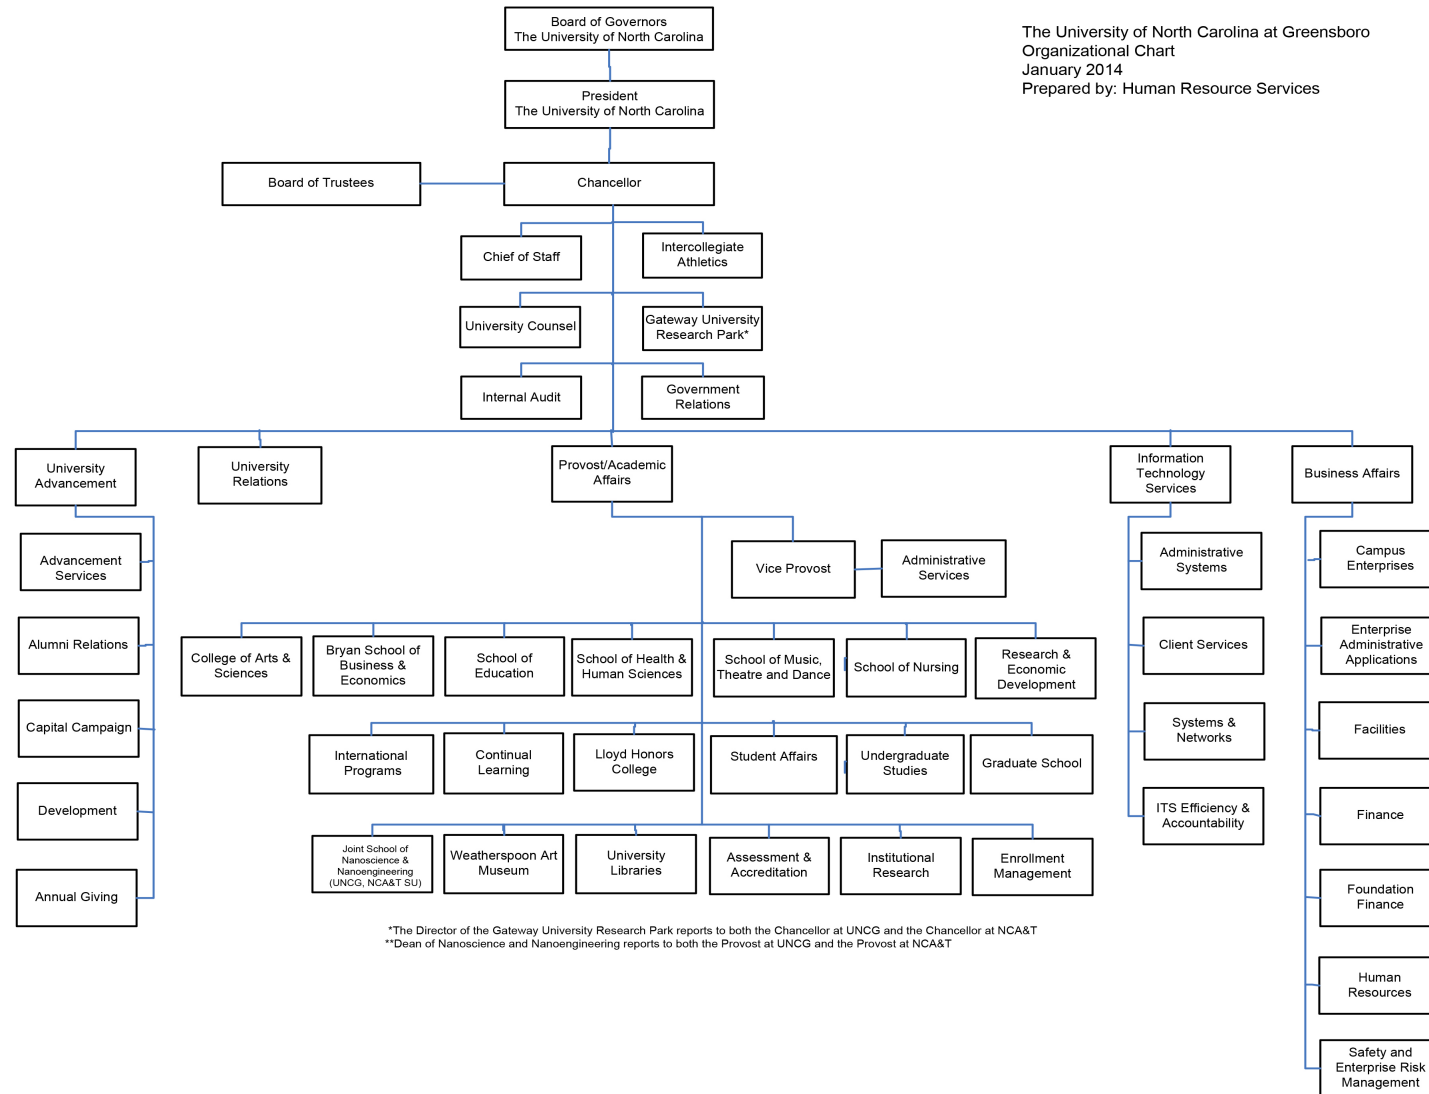 Board of Governors
The University of North Carolina
The University of North Carolina at Greensboro
Organizational Chart
January 2014
Prepared by: Human Resource Services
President
The University of North Carolina
Board of Trustees
Chancellor
Chief of Staff
Intercollegiate
Athletics
University Counsel
Gateway University
Research Park*
Internal Audit
Government
Relations
University
Advancement
University
Relations
Provost/Academic
Affairs
Information
Technology
Services
Business Affairs
Advancement
Services
Alumni Relations
Capital Campaign
Development
Annual Giving
Vice Provost
Administrative
Services
College of Arts &
Sciences
Bryan School of
Business &
Economics
School of
Education
School of Health &
Human Sciences
School of Music,
Theatre and Dance
School of Nursing
Research &
Economic
Development
International
Programs
Continual
Learning
Lloyd Honors
College
Student Affairs
Undergraduate
Studies
Graduate School
Joint School of
Nanoscience &
Nanoengineering
(UNCG, NCA&T SU)
Weatherspoon Art
Museum
University
Libraries
Assessment &
Accreditation
Institutional
Research
Enrollment
Management
Administrative
Systems
Client Services
Systems &
Networks
ITS Efficiency &
Accountability
Campus
Enterprises
Enterprise
Administrative
Applications
Facilities
Finance
Foundation
Finance
Human
Resources
Safety and
Enterprise Risk
Management
*The Director of the Gateway University Research Park reports to both the Chancellor at UNCG and the Chancellor at NCA&T
**Dean of Nanoscience and Nanoengineering reports to both the Provost at UNCG and the Provost at NCA&T